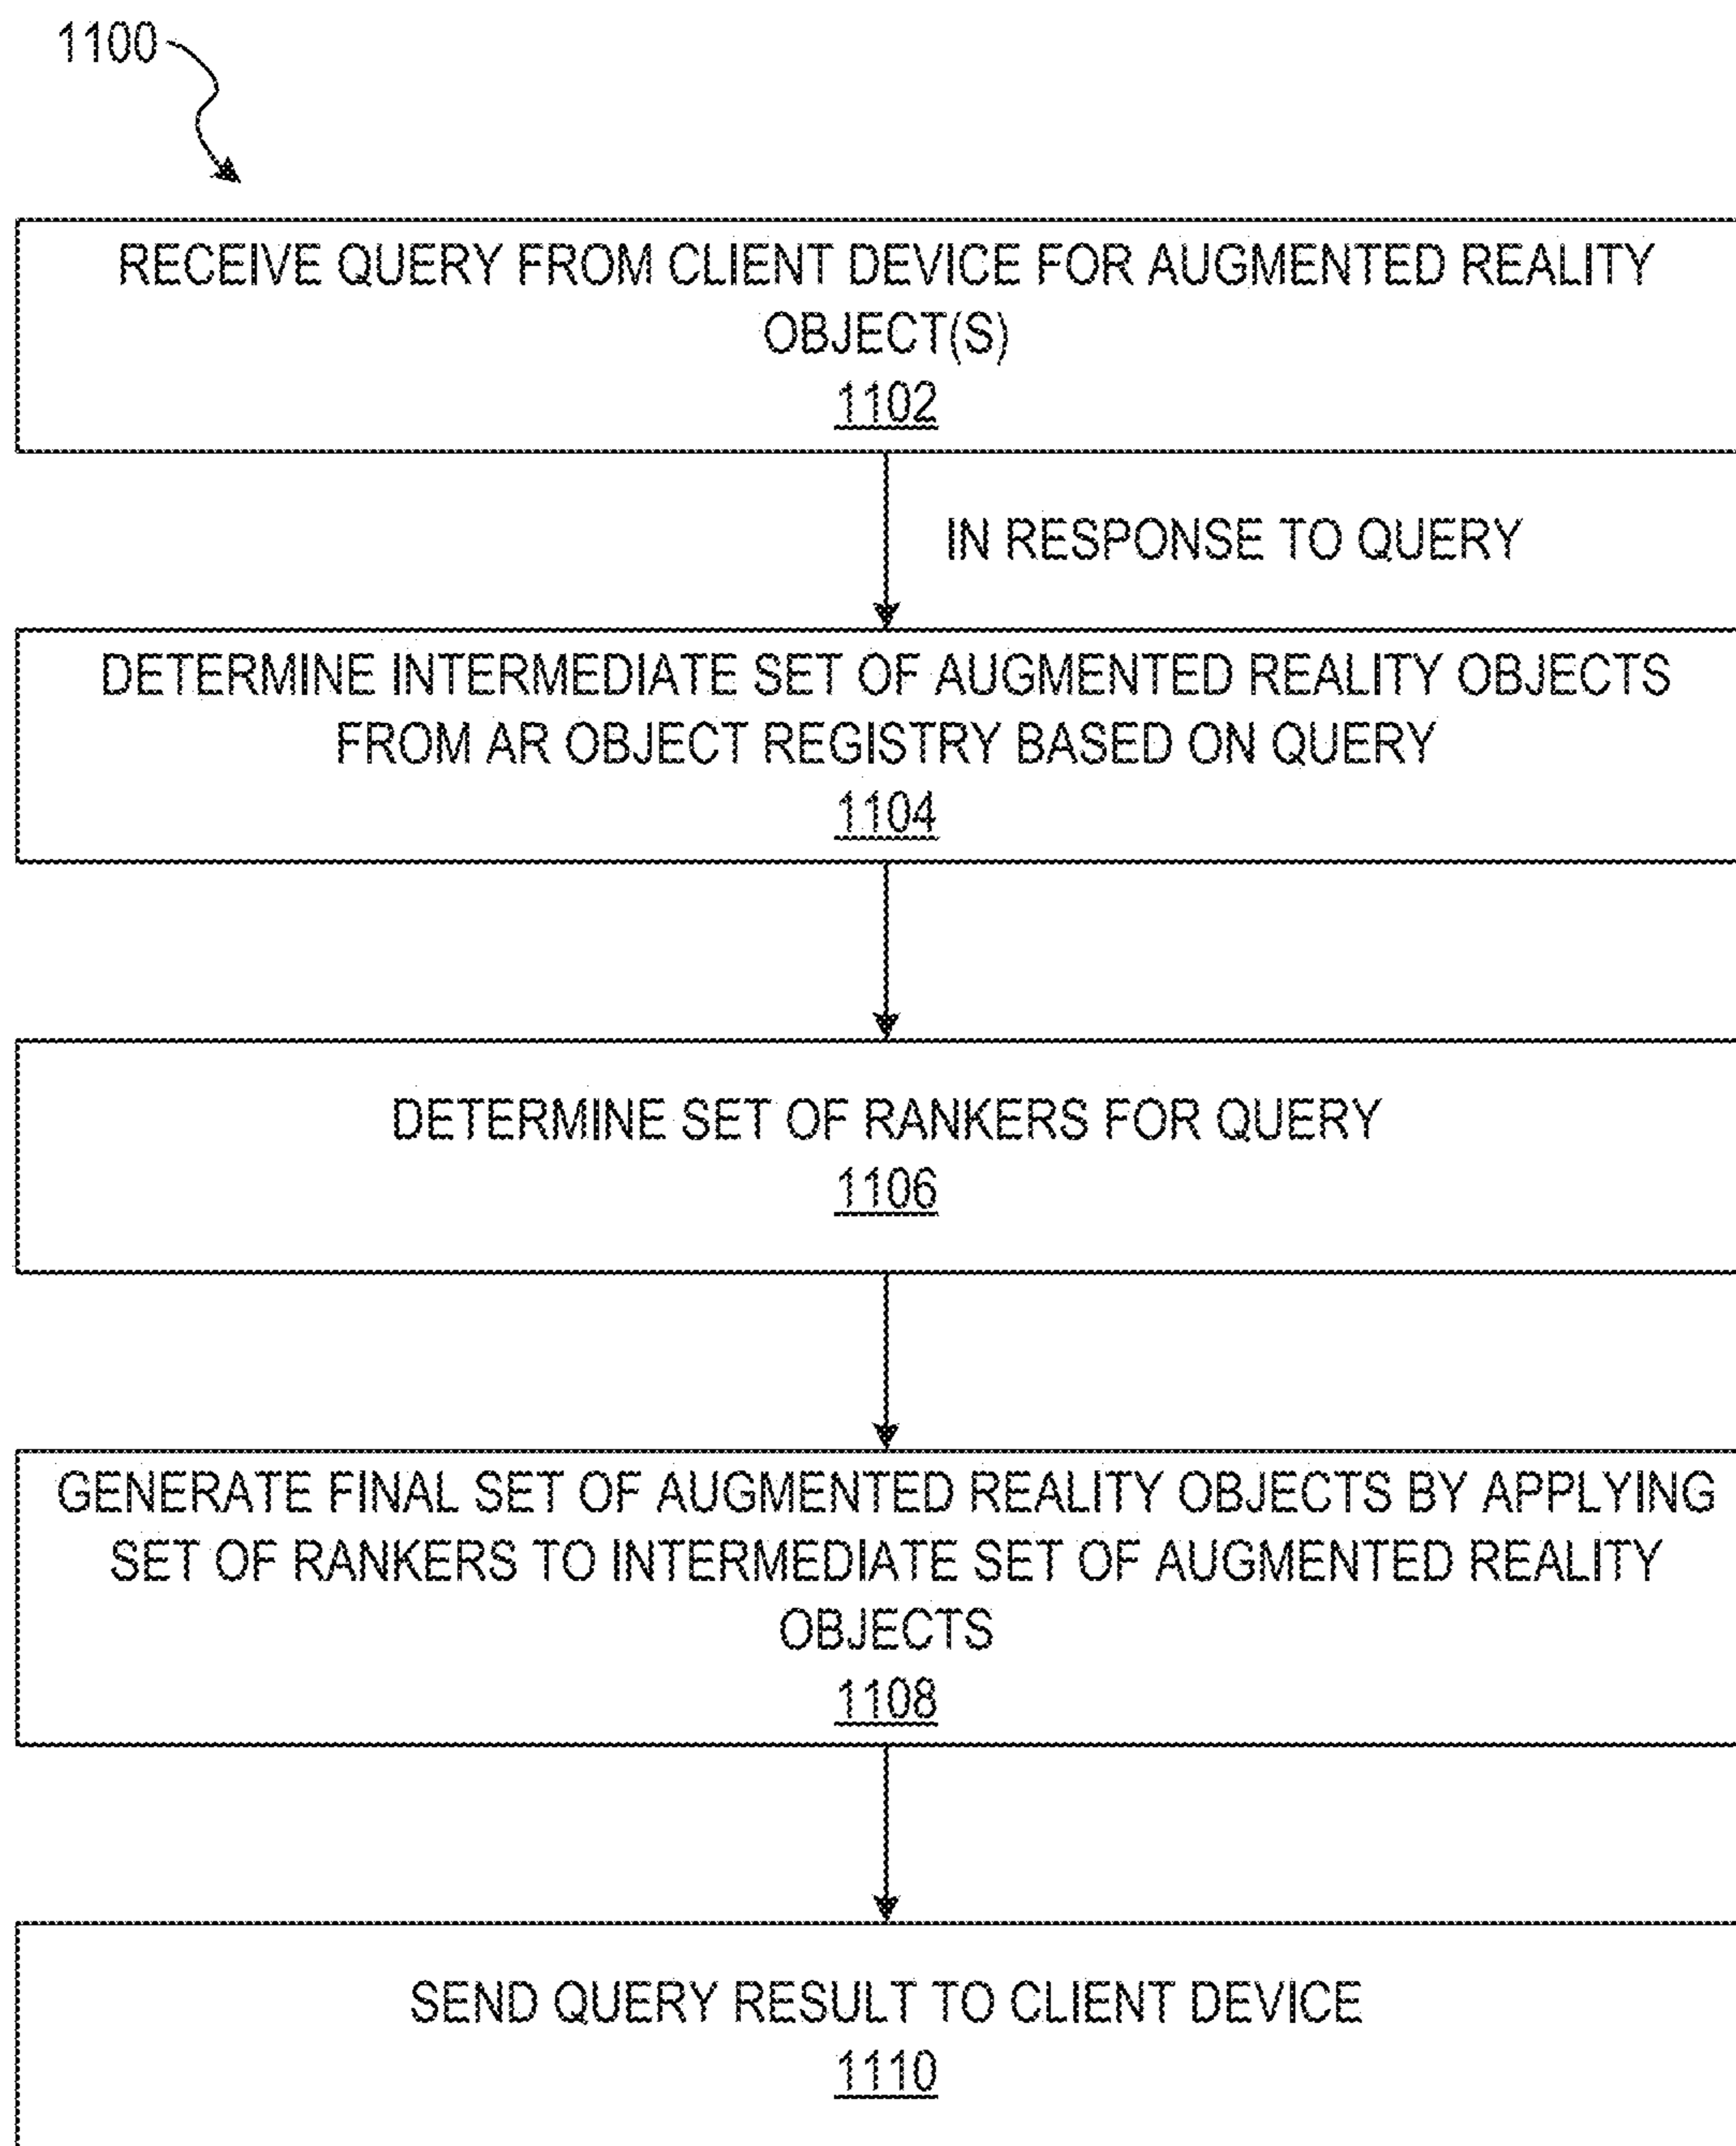 1100
RECEIVE QUERY FROM CLIENT DEVICE FOR AUGMENTED REALITY
OBJECT(S)
1102
IN RESPONSE TO QUERY
DETERMINE INTERMEDIATE SET OF AUGMENTED REALITY OBJECTS
FROM AR OBJECT REGISTRY BASED ON QUERY
1104
DETERMINE SET OF RANKERS FOR QUERY
1106
GENERATE FINAL SET OF AUGMENTED REALITY OBJECTS BY APPLYING
SET OF RANKERS TO INTERMEDIATE SET OF AUGMENTED REALITY
OBJECTS
1108
SEND QUERY RESULT TO CLIENT DEVICE
1110